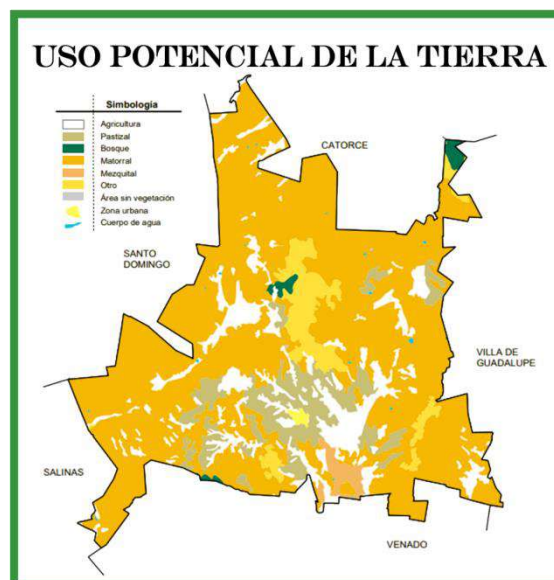 USO POTENCIAL DE LA TIERRA
Simbología
Agricultura
Pastizal
Bosque
Matorral
Mezquital
Otro
Área sin vegetación
Zona urbana
Cuerpo de agua
CATORCE
SANTO
DOMINGO
VILLA DE
GUADALUPE
SALINAS
VENADO